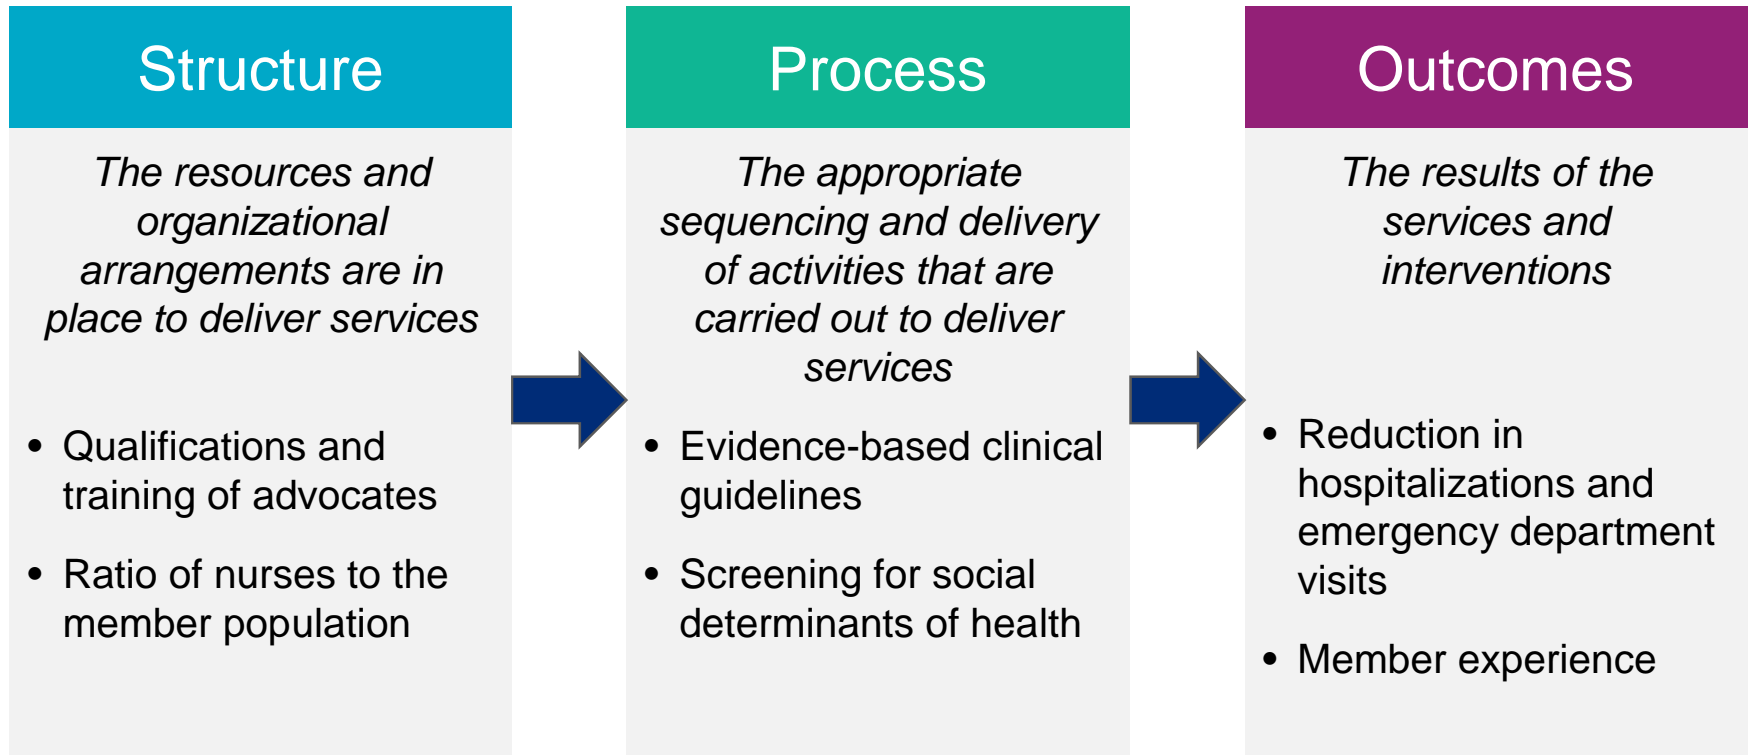 Structure
The resources and
organizational
arrangements are in
place to deliver services
• Qualifications and
training of advocates
• Ratio of nurses to the
member population
Process
The appropriate
sequencing and delivery
of activities that are
carried out to deliver
services
• Evidence-based clinical
guidelines
• Screening for social
determinants of health
Outcomes
The results of the
services and
interventions
• Reduction in
hospitalizations and
emergency department
visits
• Member experience